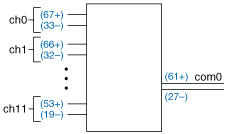 ch0
(67+)
(33–)
ch1
(66+)
(32–)
ch11
(53+)
(19–)
(61+) com0
(27–)